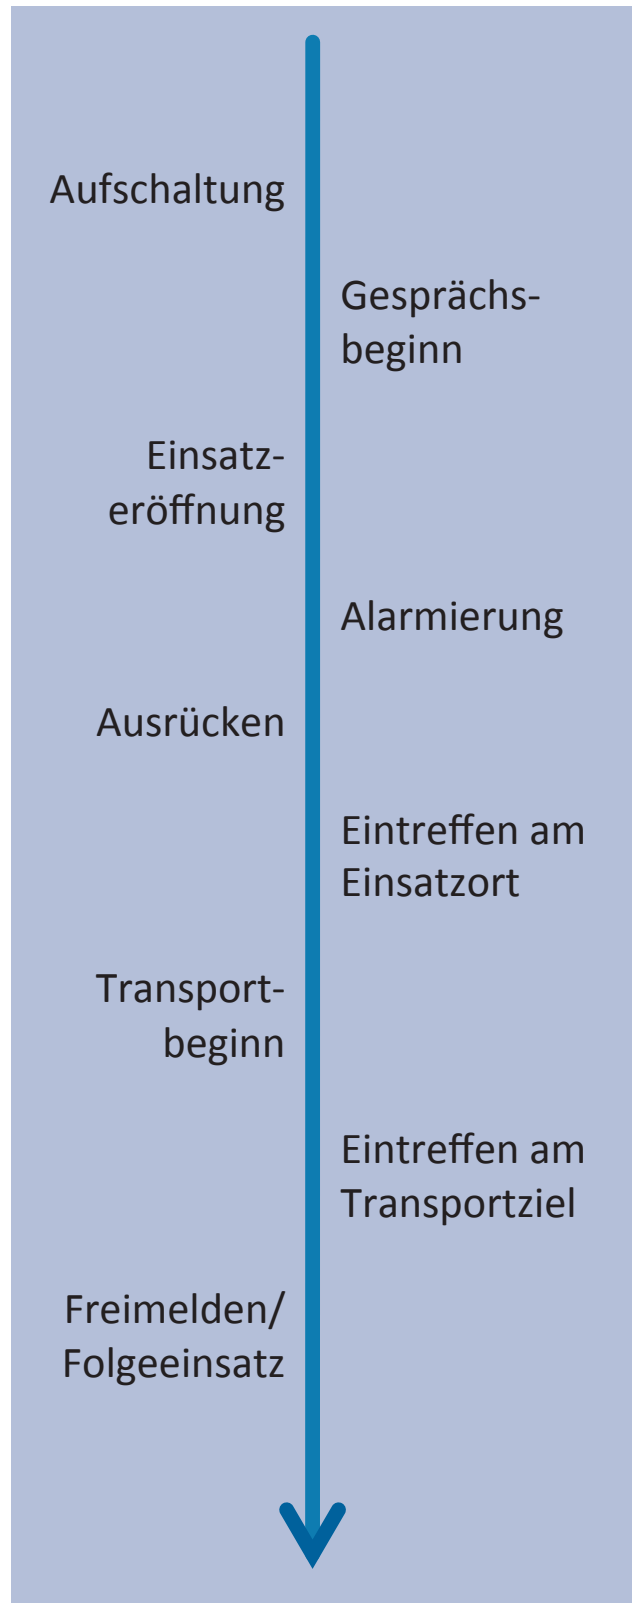 Aufschaltung
Gesprächs-
beginn
Einsatz-
eröffnung
Alarmierung
Ausrücken
Eintreffen am
Einsatzort
Transport-
beginn
Eintreffen am
Transportziel
Freimelden/
Folgeeinsatz